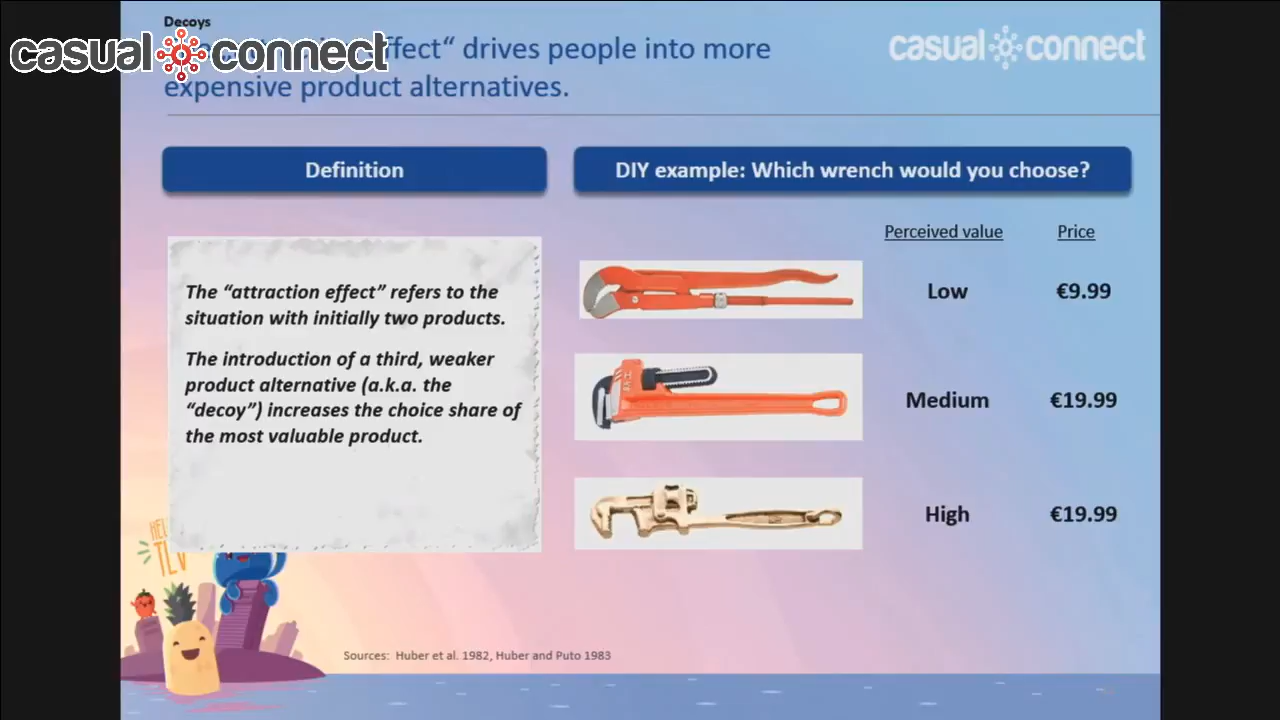 Decoys
casual connect
casual connect
effect“ drives people into more
expensive product alternatives.
Definition
DIY example: Which wrench would you choose?
Perceived value Price
The “attraction effect” refers to the
situation with initially two products.
The introduction of a third, weaker
product alternative (a.k.a. the
“decoy”) increases the choice share of
the most valuable product.
Low €9.99
Medium €19.99
High €19.99
TLV
Sources: Huber et al. 1982, Huber and Puto 1983